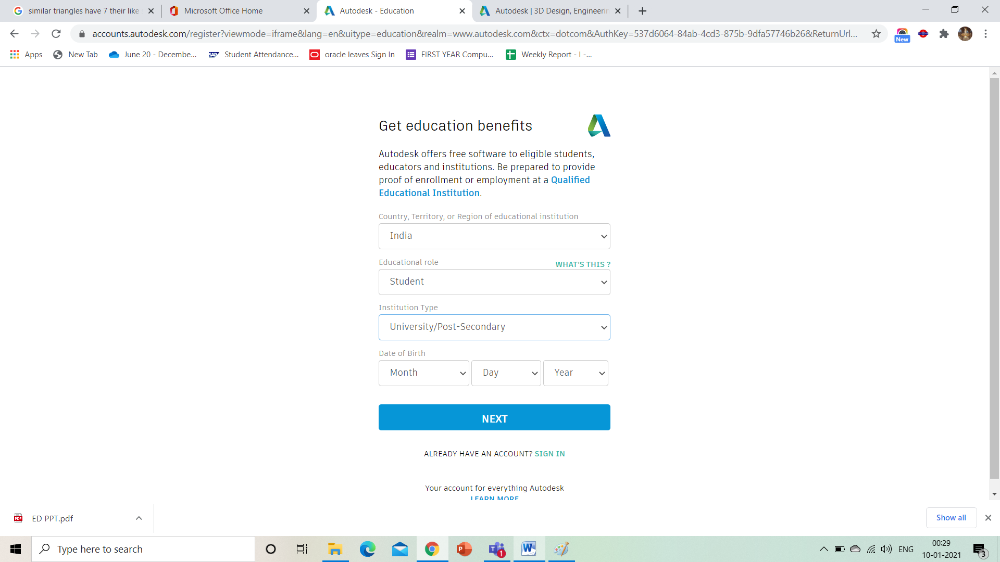 similar triangles have 7 their like
Microsoft Office Home
Autodesk - Education
Autodesk | 3D Design, Engineerin
accounts.autodesk.com/register?viewmode=iframe&lang=en&uitype=education&realm=www.autodesk.com&ctx=dotcom&AuthKey=537d6064-84ab-4cd3-875b-9dfa57746b26&ReturnUrl...
New
Apps
New Tab
June 20 - Decembe...
SAP
Student Attendance...
oracle leaves Sign In
FIRST YEAR Compu...
Weekly Report - I -...
Get education benefits
Autodesk offers free software to eligible students,
educators and institutions. Be prepared to provide
proof of enrollment or employment at a Qualified
Educational Institution.
Country, Territory, or Region of educational institution
India
Educational role
WHAT'S THIS ?
Student
Institution Type
University/Post-Secondary
Date of Birth
Month
Day
Year
NEXT
ALREADY HAVE AN ACCOUNT? SIGN IN
Your account for everything Autodesk
LEARN MORE
PDF
ED PPT.pdf
Show all
Type here to search
ENG
00:29
10-01-2021
3
1